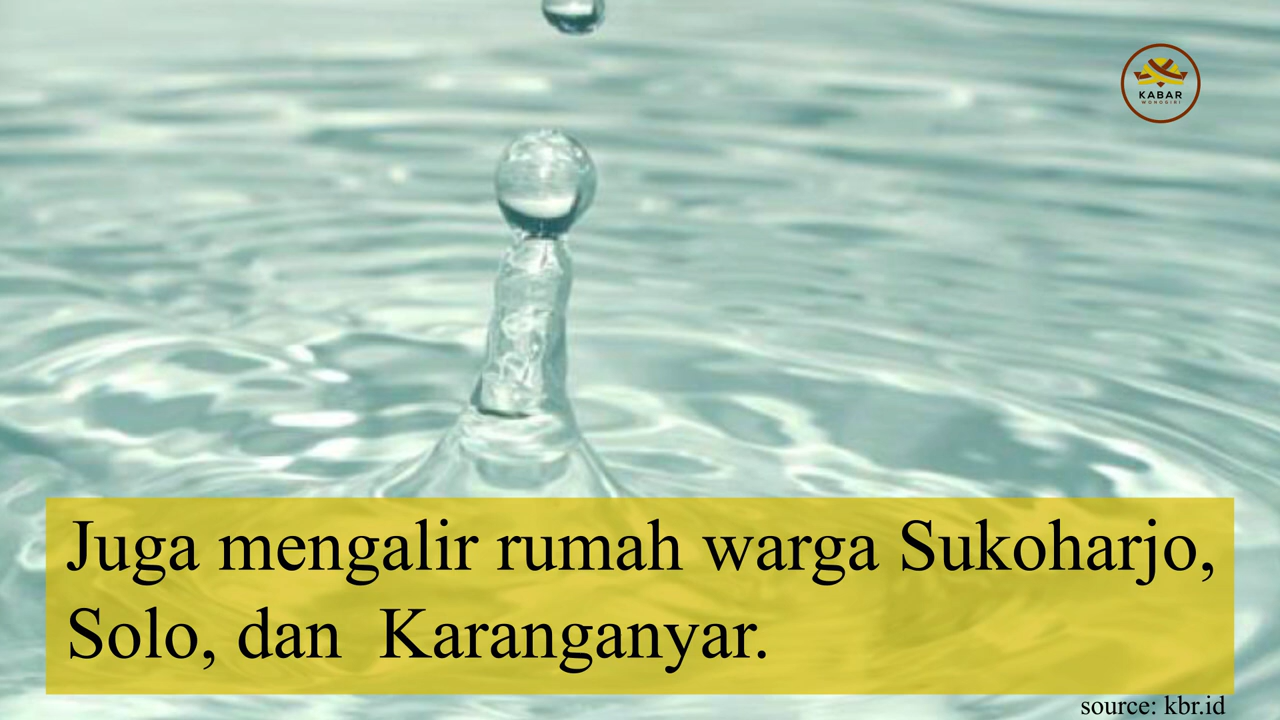 KABAR
WONOGIRI
Juga mengalir rumah warga Sukoharjo,
Solo, dan  Karanganyar.
source: kbr.id